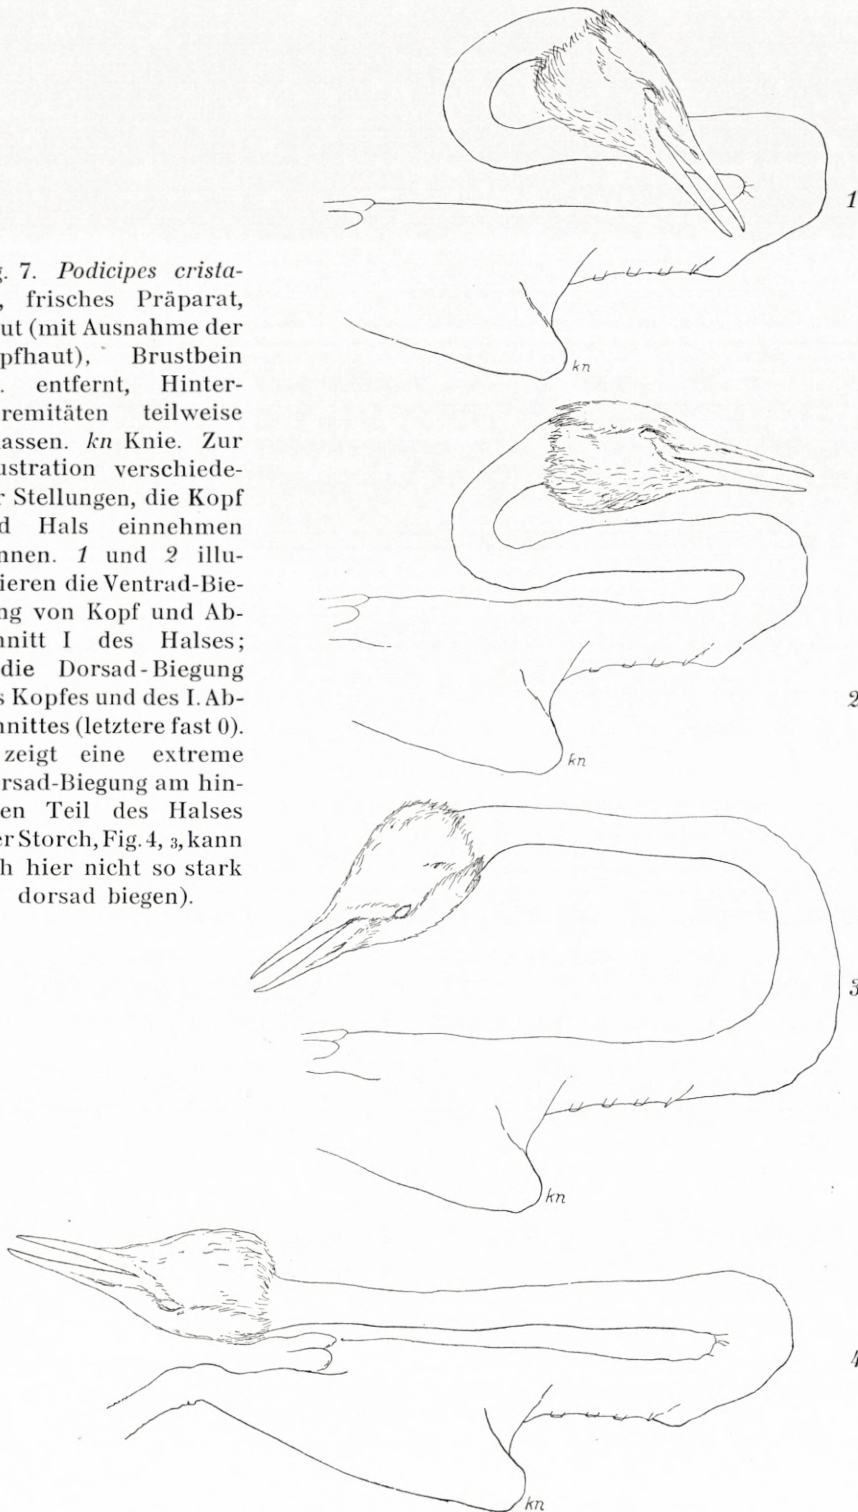 g. 7. Podicipes crista-
, frisches Präparat,
ut (mit Ausnahme der
pfhaut), Brustbein
. entfernt, Hinter-
remitäten teilweise
assen. kn Knie. Zur
ustration verschiede-
r Stellungen, die Kopf
d Hals einnehmen
nnen. 1 und 2 illu-
ieren die Ventrad-Bie-
ng von Kopf und Ab-
hnitt I des Halses;
die Dorsad-Biegung
s Kopfes und des I. Ab-
hnittes (letztere fast 0).
zeigt eine extreme
rsad-Biegung am hin-
en Teil des Halses
er Storch, Fig. 4, 3, kann
h hier nicht so stark
dorsad biegen).
1
kn
2
kn
3
kn
4
kn